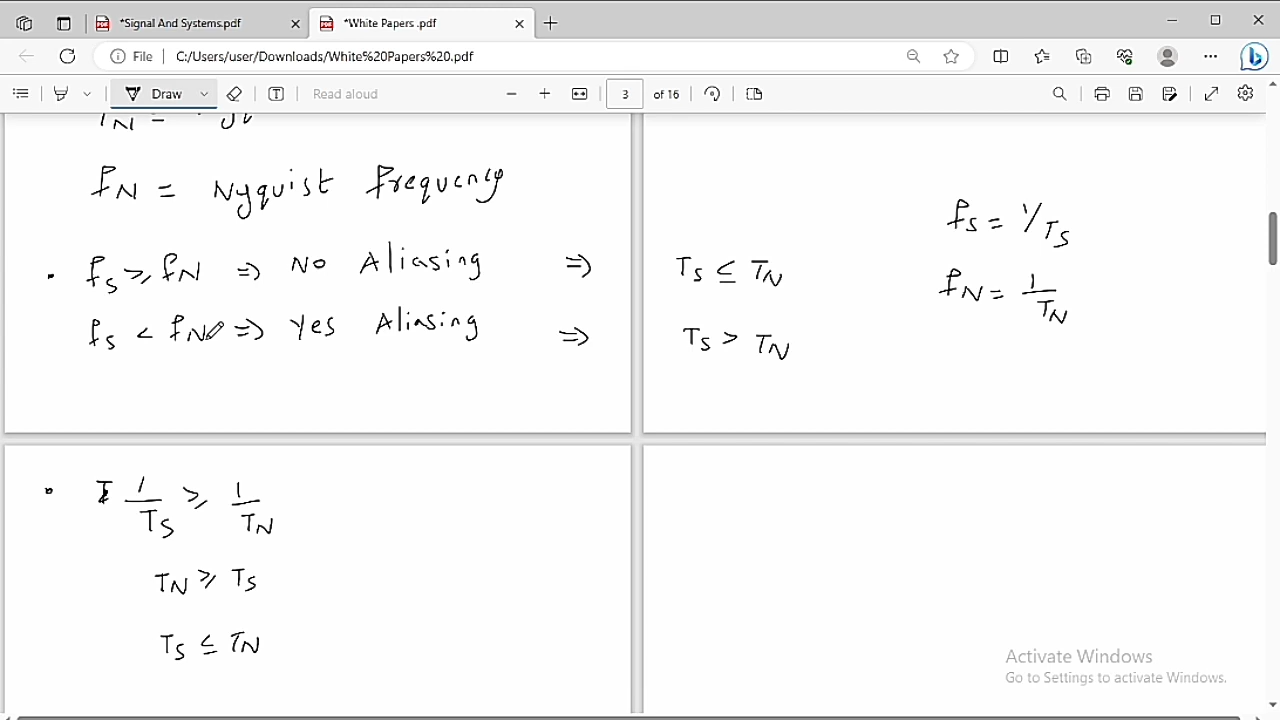 *Signal And Systems.pdf
*White Papers .pdf
File
C:/Users/user/Downloads/White%20Papers%20.pdf
Draw
Read aloud
3
of 16
fN = Nyquist frequency
• fs ≥ fN ⇒ No Aliasing ⇒ Ts ≤ TN
fs < fN ⇒ Yes Aliasing ⇒ Ts > TN
fs = 1/Ts
fN = 1/TN
• 1/Ts ≥ 1/TN
TN ≥ Ts
Ts ≤ TN
Activate Windows
Go to Settings to activate Windows.